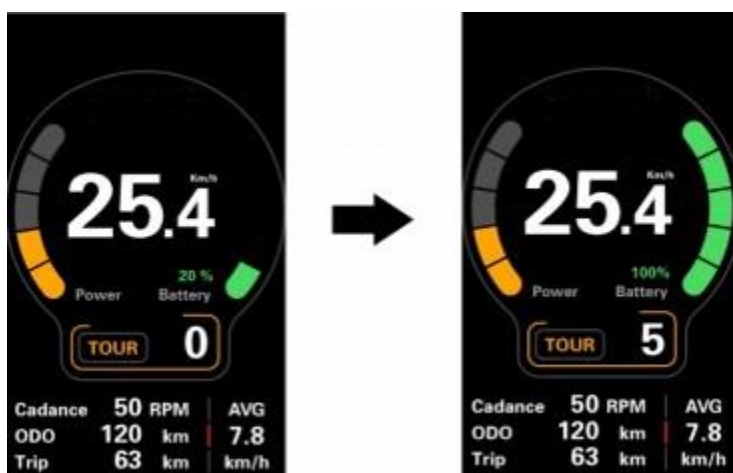 Km/h
25.4
20 %
Power Battery
TOUR 0
Cadance 50 RPM AVG
ODO 120 km 7.8
Trip 63 km km/h
Km/h
25.4
100%
Power Battery
TOUR 5
Cadance 50 RPM AVG
ODO 120 km 7.8
Trip 63 km km/h